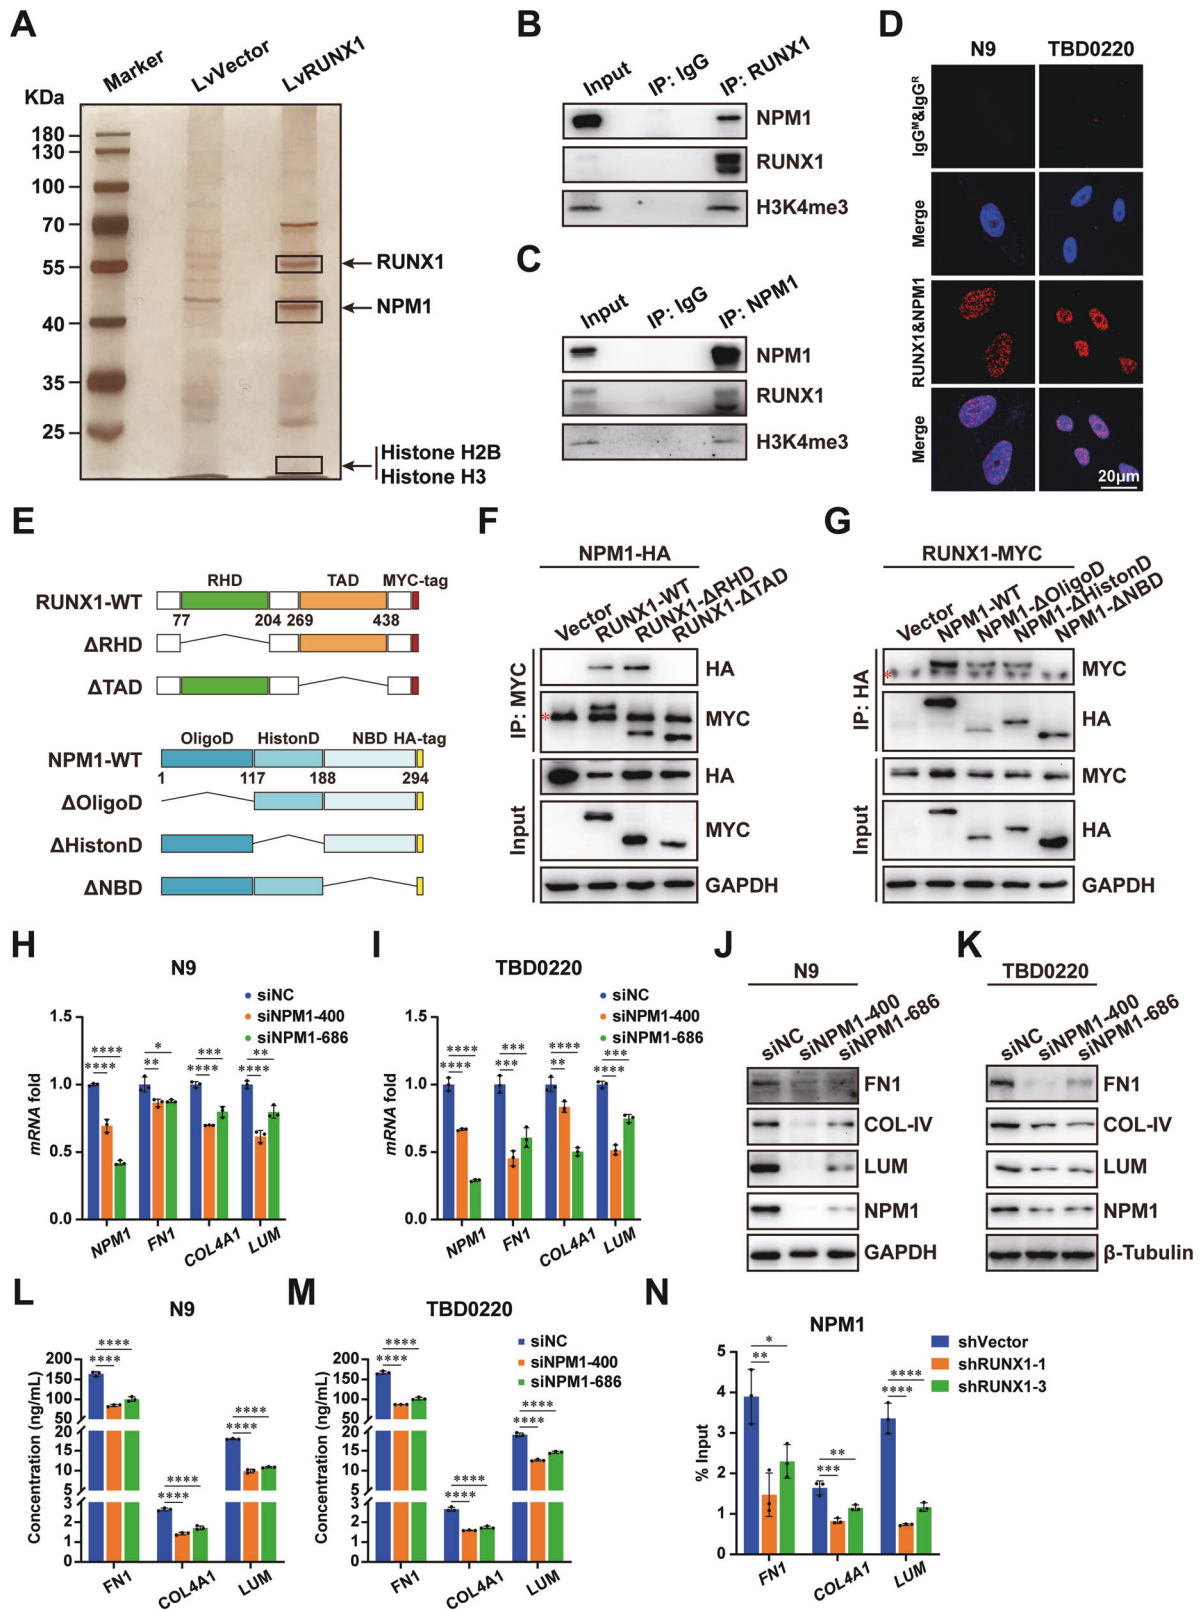 A
Marker
LvVector
LvRUNX1
KDa
180
130
100
70
55
40
35
25
RUNX1
NPM1
Histone H2B
Histone H3
B
Input
IP: IgG
IP: RUNX1
NPM1
RUNX1
H3K4me3
C
Input
IP: IgG
IP: NPM1
NPM1
RUNX1
H3K4me3
D
N9
TBD0220
IgGᴹ&IgGᴿ
Merge
RUNX1&NPM1
Merge
20μm
E
RHD
TAD
MYC-tag
RUNX1-WT
77
204
269
438
ΔRHD
ΔTAD
OligoD
HistonD
NBD
HA-tag
NPM1-WT
1
117
188
294
ΔOligoD
ΔHistonD
ΔNBD
F
NPM1-HA
Vector
RUNX1-WT
RUNX1-ΔRHD
RUNX1-ΔTAD
IP: MYC
HA
*
MYC
Input
HA
MYC
GAPDH
G
RUNX1-MYC
Vector
NPM1-WT
NPM1-ΔOligoD
NPM1-ΔHistonD
NPM1-ΔNBD
IP: HA
*
MYC
HA
Input
MYC
HA
GAPDH
H
N9
siNC
siNPM1-400
siNPM1-686
mRNA fold
1.5
1.0
0.5
0.0
**** **** * ** *** **** ** ****
NPM1 FN1 COL4A1 LUM
I
TBD0220
siNC
siNPM1-400
siNPM1-686
mRNA fold
1.5
1.0
0.5
0.0
**** **** *** *** **** ** *** ****
NPM1 FN1 COL4A1 LUM
J
N9
siNC
siNPM1-400
siNPM1-686
FN1
COL-IV
LUM
NPM1
GAPDH
K
TBD0220
siNC
siNPM1-400
siNPM1-686
FN1
COL-IV
LUM
NPM1
β-Tubulin
L
N9
Concentration (ng/mL)
200
150
100
50
20
15
10
5
3
2
1
0
**** **** **** **** **** ****
FN1 COL4A1 LUM
M
TBD0220
siNC
siNPM1-400
siNPM1-686
Concentration (ng/mL)
200
150
100
50
20
15
10
5
3
2
1
0
**** **** **** **** **** ****
FN1 COL4A1 LUM
N
NPM1
shVector
shRUNX1-1
shRUNX1-3
% Input
5
4
3
2
1
0
* ** ** *** **** ****
FN1 COL4A1 LUM